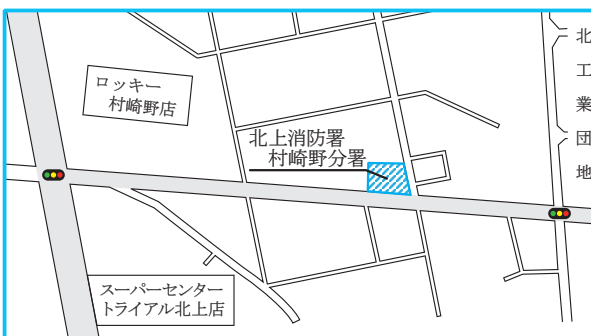 ロッキー
村崎野店
北上消防署
村崎野分署
スーパーセンター
トライアル北上店
北
工
業
団
地